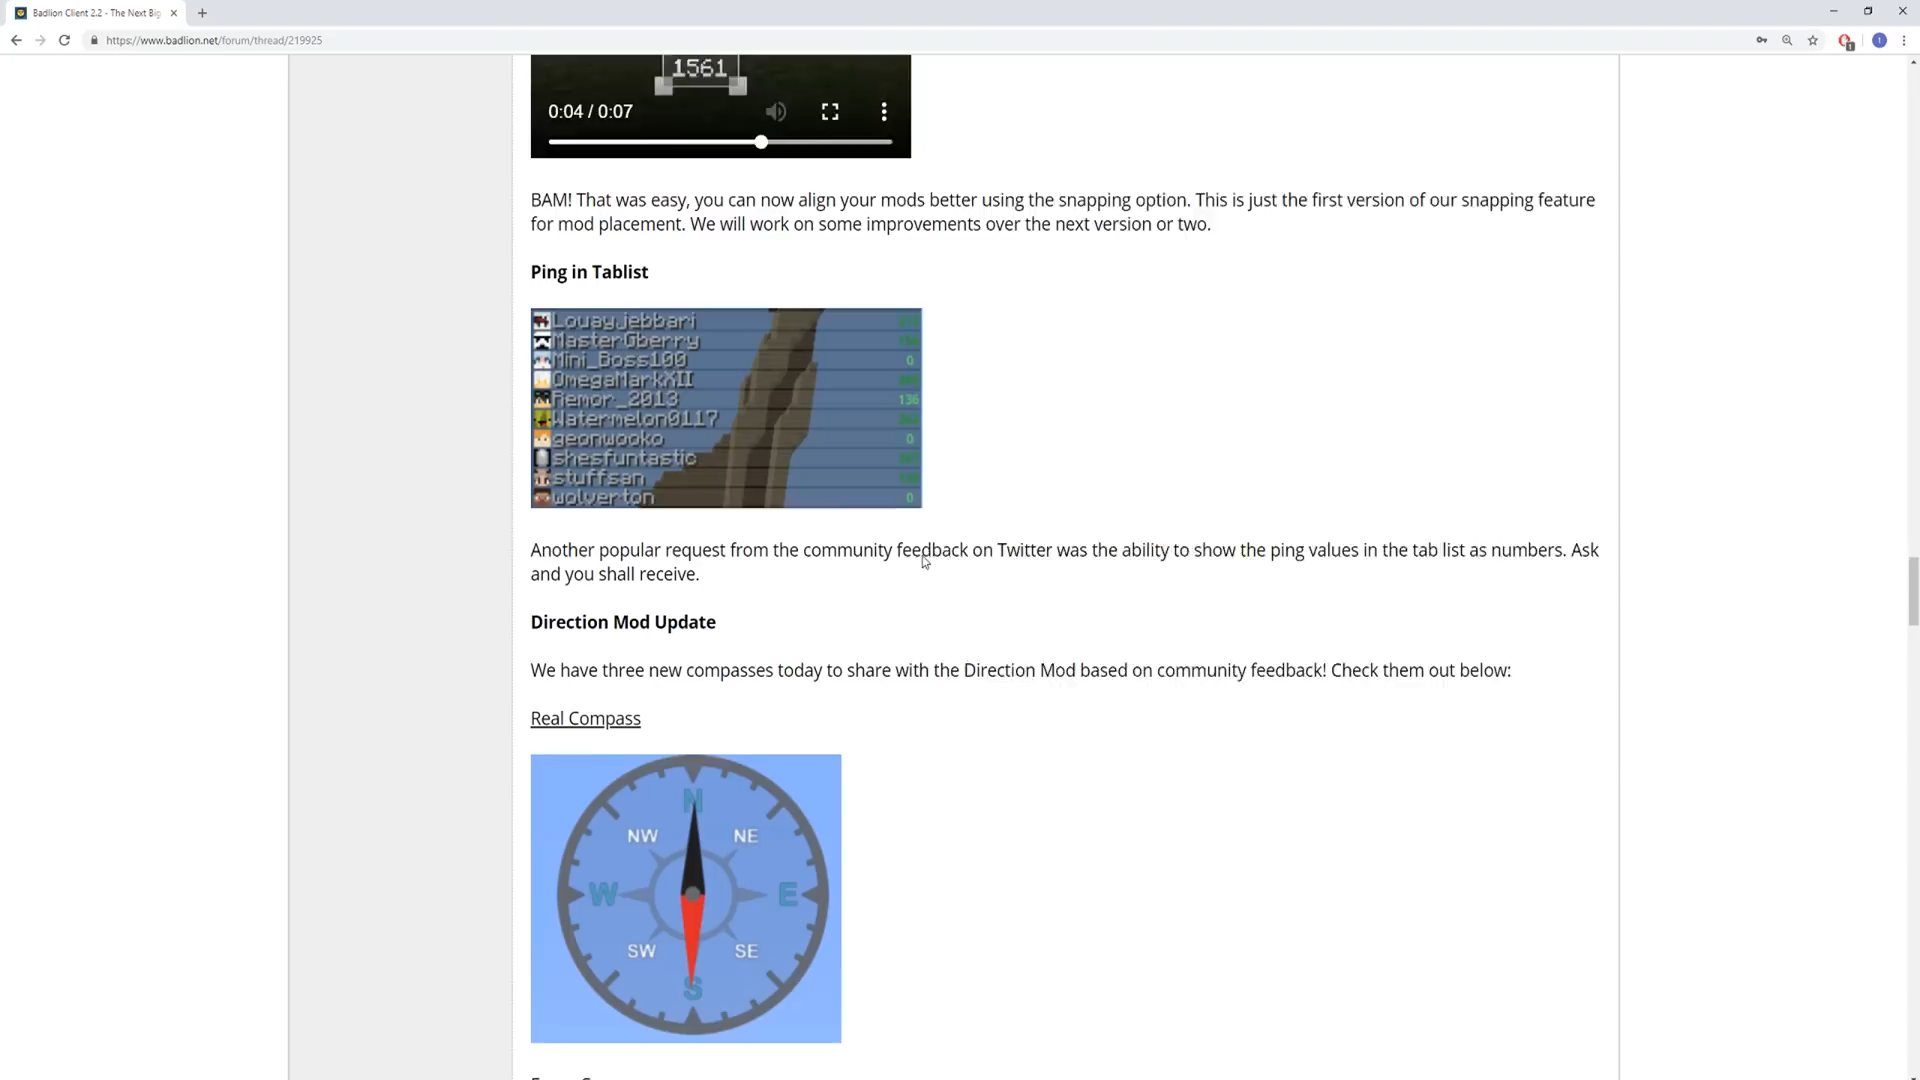 Badlion Client 2.2 - The Next Big
https://www.badlion.net/forum/thread/219925
1
1561
0:04 / 0:07
BAM! That was easy, you can now align your mods better using the snapping option. This is just the first version of our snapping feature
for mod placement. We will work on some improvements over the next version or two.
Ping in Tablist
Louayjebbari
MasterGberry
Mini_Boss100 0
OmegaMarkXII
Remor_2013 136
Watermelon0117
geonwooko 0
shesfuntastic
stuffsan
wolverton 0
Another popular request from the community feedback on Twitter was the ability to show the ping values in the tab list as numbers. Ask
and you shall receive.
Direction Mod Update
We have three new compasses today to share with the Direction Mod based on community feedback! Check them out below:
Real Compass
N
NW NE
W E
SW SE
S